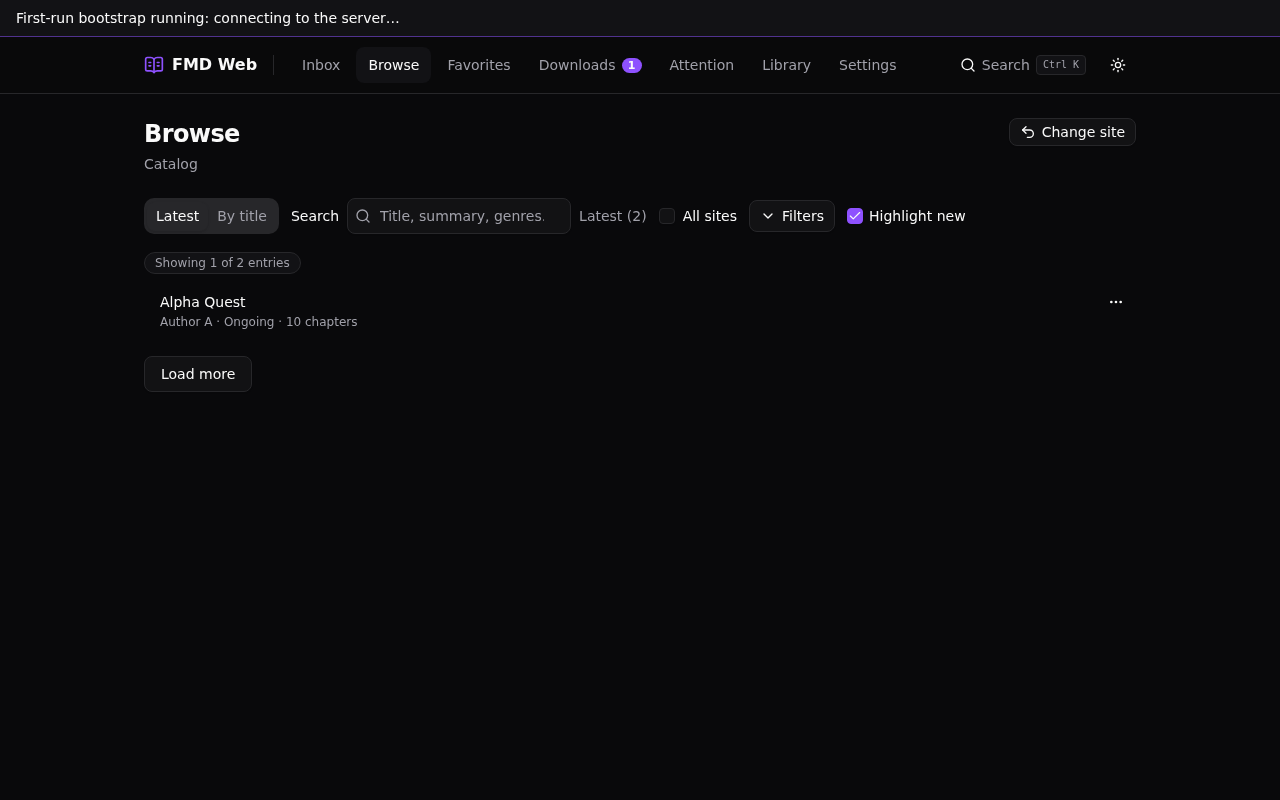 First-run bootstrap running: connecting to the server…
FMD Web
Inbox
Browse
Favorites
Downloads 1
Attention
Library
Settings
Search Ctrl K
Browse
Change site
Catalog
Latest
By title
Search
Title, summary, genres.
Latest (2)
All sites
Filters
Highlight new
Showing 1 of 2 entries
Alpha Quest
Author A · Ongoing · 10 chapters
Load more